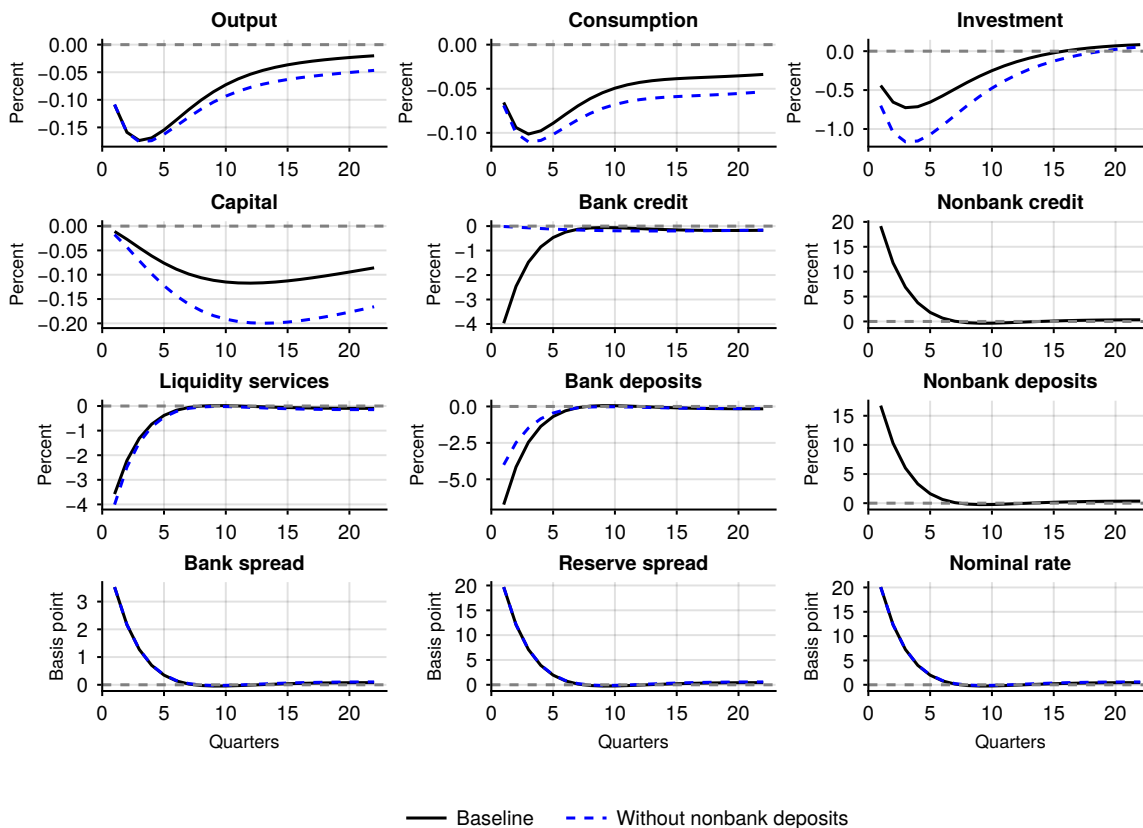 Output
Consumption
Investment
Percent
0.00
−0.05
−0.10
−0.15
0 5 10 15 20
Percent
0.00
−0.05
−0.10
0 5 10 15 20
Percent
0.0
−0.5
−1.0
0 5 10 15 20
Capital
Bank credit
Nonbank credit
Percent
0.00
−0.05
−0.10
−0.15
−0.20
0 5 10 15 20
Percent
0
−1
−2
−3
−4
0 5 10 15 20
Percent
20
15
10
5
0
0 5 10 15 20
Liquidity services
Bank deposits
Nonbank deposits
Percent
0
−1
−2
−3
−4
0 5 10 15 20
Percent
0.0
−2.5
−5.0
0 5 10 15 20
Percent
15
10
5
0
0 5 10 15 20
Bank spread
Reserve spread
Nominal rate
Basis point
3
2
1
0
0 5 10 15 20
Quarters
Basis point
20
15
10
5
0
0 5 10 15 20
Quarters
Basis point
20
15
10
5
0
0 5 10 15 20
Quarters
Baseline
Without nonbank deposits